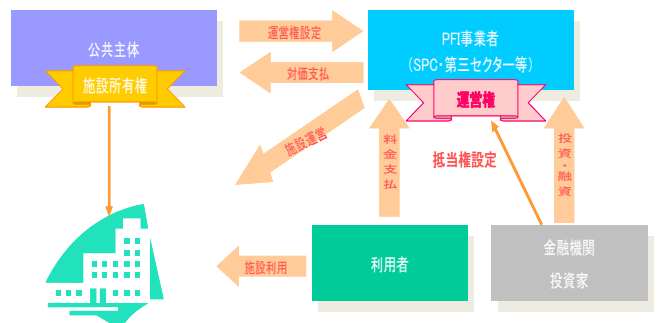 公共主体
施設所有権
運営権設定
対価支払
PFI事業者
(SPC・第三セクター等)
運営権
施設運営
料金支払
抵当権設定
投資・融資
施設利用
利用者
金融機関
投資家